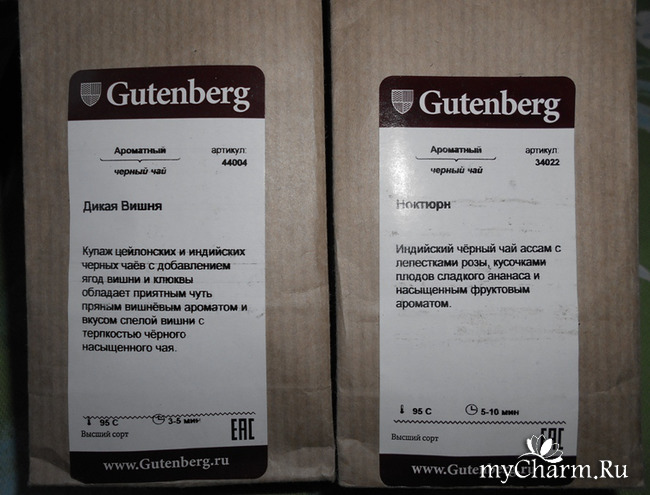 Gutenberg
Ароматный
артикул:
черный чай
44004
Дикая Вишня
Купаж цейлонских и индийских
черных чаёв с добавлением
ягод вишни и клюквы
обладает приятным чуть
пряным вишнёвым ароматом и
вкусом спелой вишни с
терпкостью чёрного
насыщенного чая.
95 С
3-5 мин
Высший сорт
EAC
www.Gutenberg.ru
Gutenberg
Ароматный
артикул:
черный чай
34022
Ноктюрн
Индийский чёрный чай ассам с
лепестками розы, кусочками
плодов сладкого ананаса и
насыщенным фруктовым
ароматом.
95 С
5-10 мин
Высший сорт
EAC
www.Gutenberg.ru
myCharm.Ru